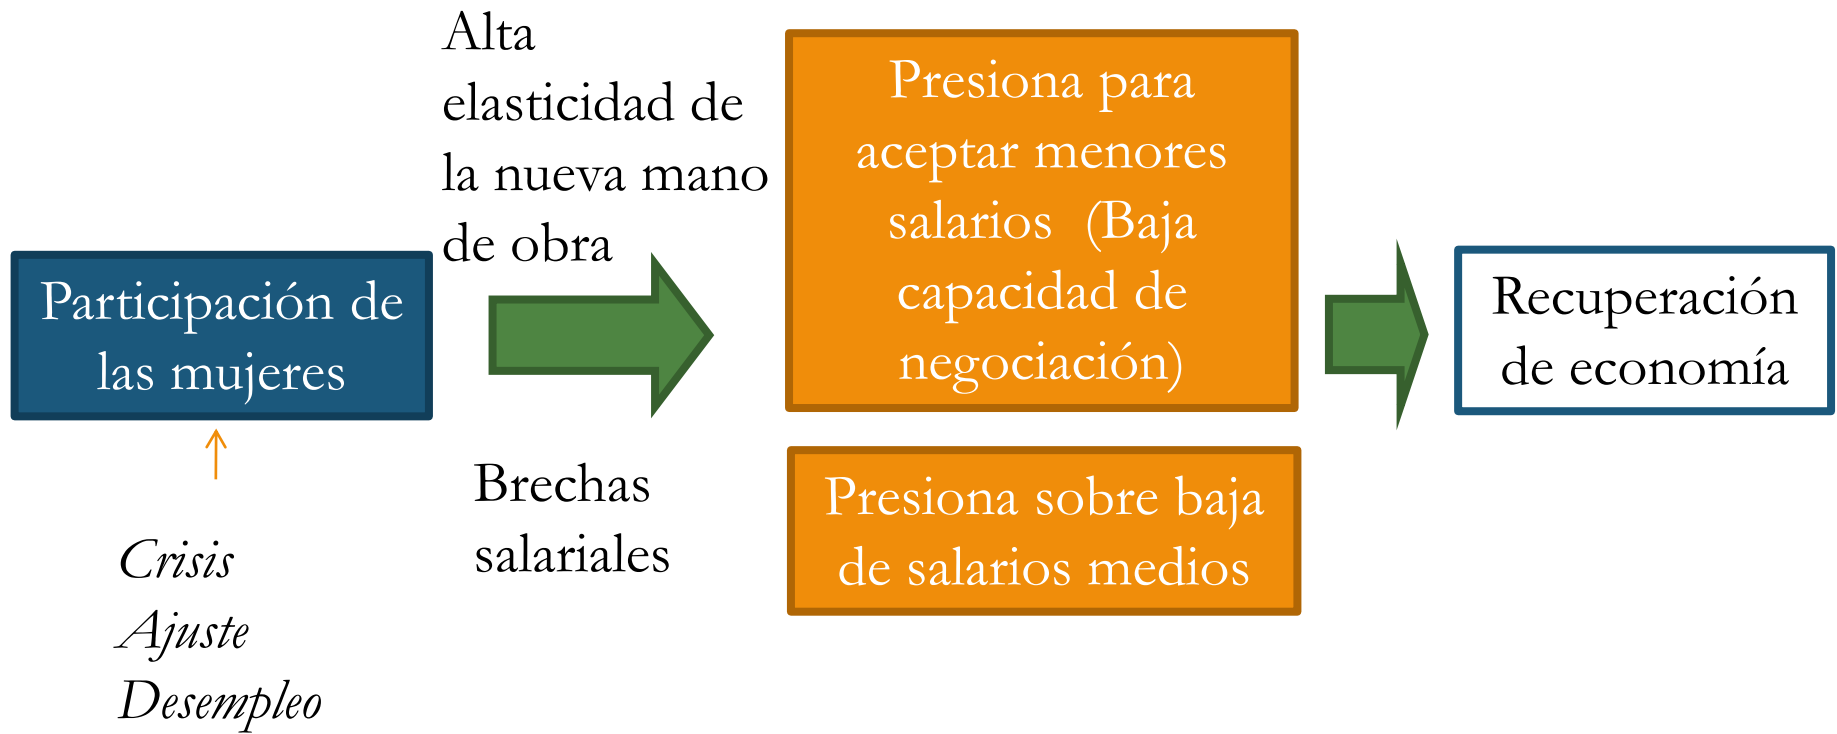 Participación de
las mujeres
Crisis
Ajuste
Desempleo
Alta
elasticidad de
la nueva mano
de obra
Brechas
salariales
Presiona para
aceptar menores
salarios (Baja
capacidad de
negociación)
Presiona sobre baja
de salarios medios
Recuperación
de economía